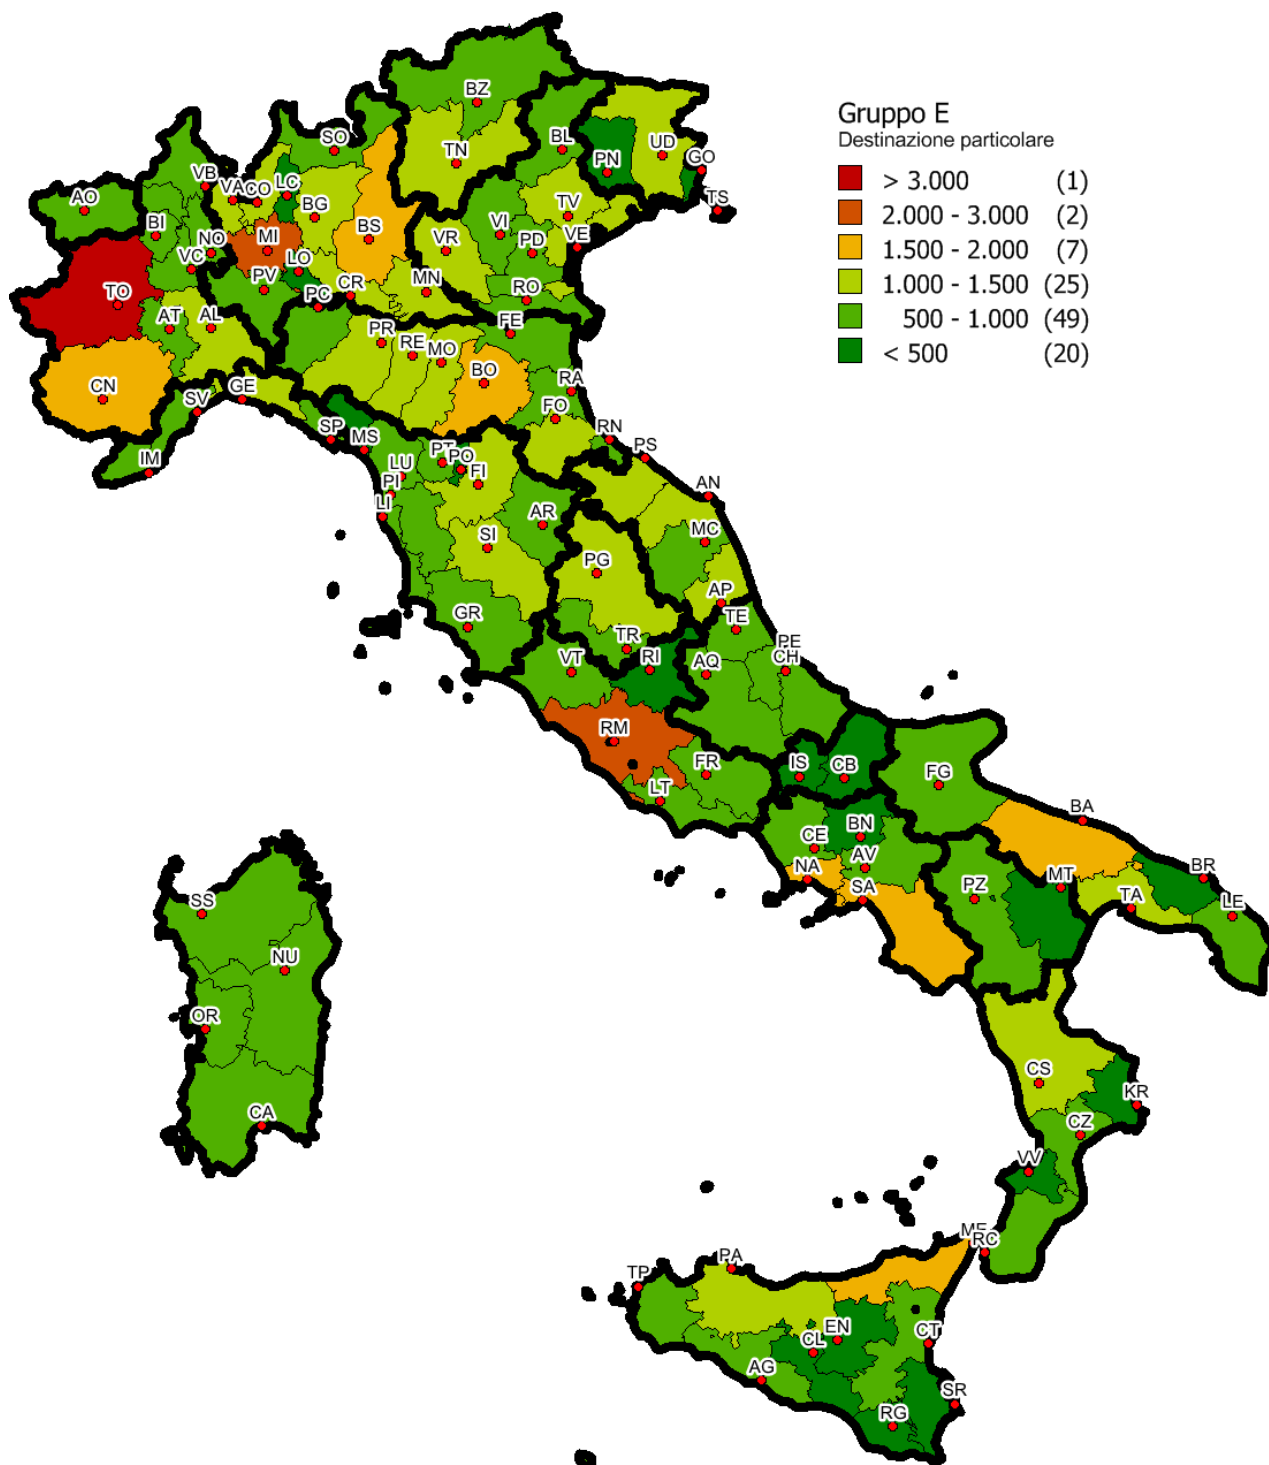 Gruppo E
Destinazione particolare
> 3.000 (1)
2.000 - 3.000 (2)
1.500 - 2.000 (7)
1.000 - 1.500 (25)
500 - 1.000 (49)
< 500 (20)
BZ
SO
BL
TN
UD
PN
GO
VB
VA
CO
LC
AO
BG
TV
TS
BI
BS
VI
MI
VR
PD
VE
NO
VC
LO
PV
CR
MN
RO
TO
PC
AT
AL
FE
PR
RE
MO
BO
CN
SV
GE
RA
FO
RN
SP
MS
PT
PO
PS
IM
LU
FI
PI
AN
LI
AR
MC
SI
PG
AP
GR
TE
TR
PE
VT
RI
AQ
CH
RM
FR
IS
CB
FG
LT
BA
CE
BN
AV
NA
BR
SA
PZ
MT
TA
LE
SS
NU
OR
CS
CA
KR
CZ
VV
ME
RC
PA
TP
EN
CL
CT
AG
SR
RG